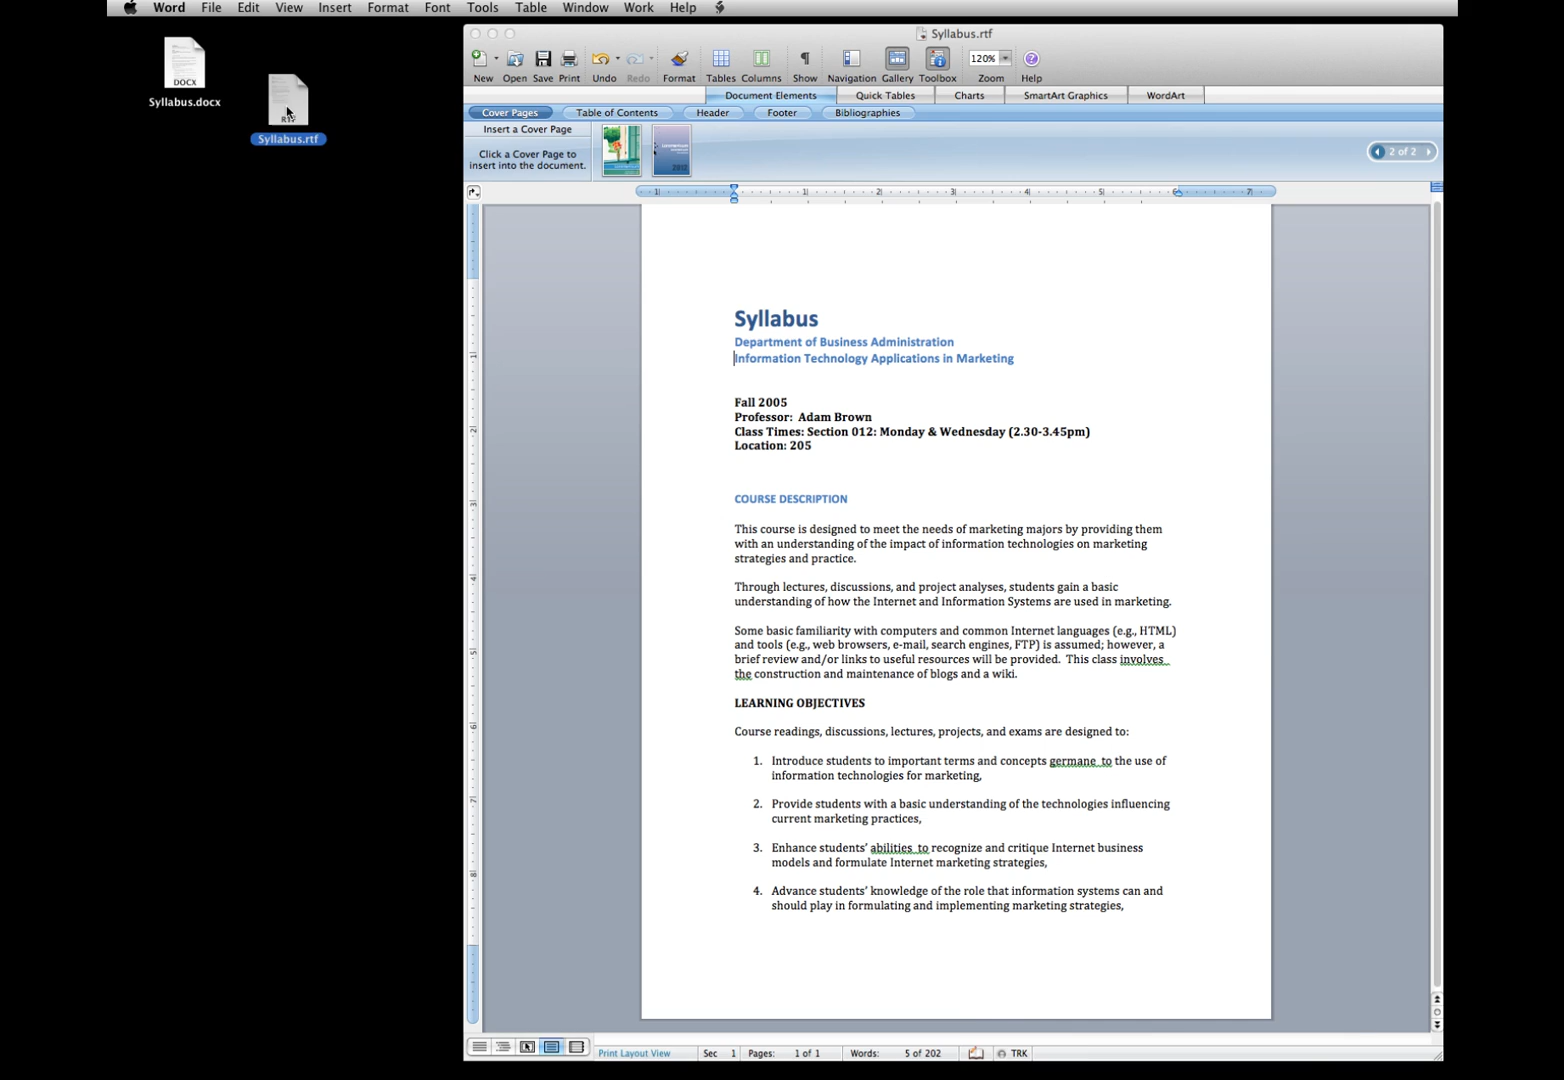 Word File Edit View Insert Format Font Tools Table Window Work Help
Syllabus.rtf
DOCX
Syllabus.docx
RTF
Syllabus.rtf
New Open Save Print Undo Redo Format Tables Columns Show Navigation Gallery Toolbox Zoom Help
120%
Document Elements Quick Tables Charts SmartArt Graphics WordArt
Cover Pages Table of Contents Header Footer Bibliographies
Insert a Cover Page
Click a Cover Page to
insert into the document.
2 of 2
Syllabus
Department of Business Administration
Information Technology Applications in Marketing
Fall 2005
Professor:  Adam Brown
Class Times: Section 012: Monday & Wednesday (2.30-3.45pm)
Location: 205
COURSE DESCRIPTION
This course is designed to meet the needs of marketing majors by providing them
with an understanding of the impact of information technologies on marketing
strategies and practice.
Through lectures, discussions, and project analyses, students gain a basic
understanding of how the Internet and Information Systems are used in marketing.
Some basic familiarity with computers and common Internet languages (e.g., HTML)
and tools (e.g., web browsers, e-mail, search engines, FTP) is assumed; however, a
brief review and/or links to useful resources will be provided.  This class involves
the construction and maintenance of blogs and a wiki.
LEARNING OBJECTIVES
Course readings, discussions, lectures, projects, and exams are designed to:
1. Introduce students to important terms and concepts germane  to the use of
information technologies for marketing,
2. Provide students with a basic understanding of the technologies influencing
current marketing practices,
3. Enhance students' abilities  to recognize and critique Internet business
models and formulate Internet marketing strategies,
4. Advance students' knowledge of the role that information systems can and
should play in formulating and implementing marketing strategies,
Print Layout View Sec 1 Pages: 1 of 1 Words: 5 of 202 TRK